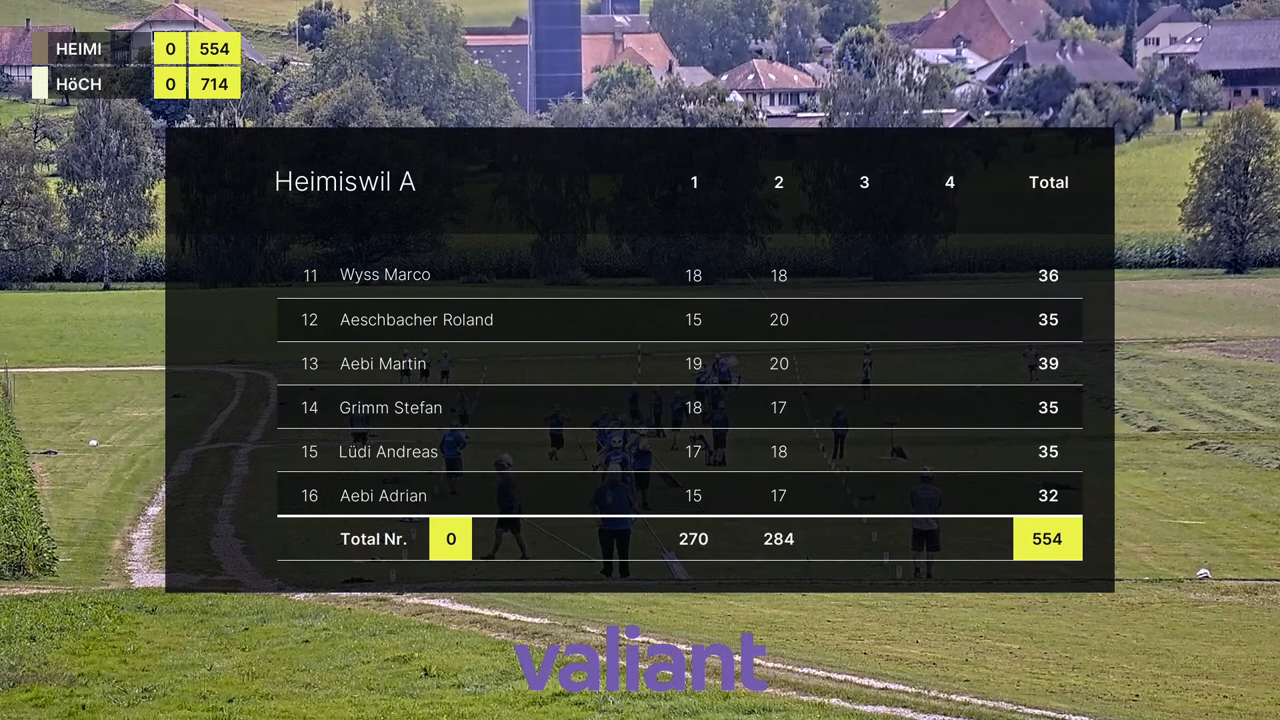 HEIMI 0 554
HöCH 0 714
Heimiswil A 1 2 3 4 Total
11 Wyss Marco 18 18 36
12 Aeschbacher Roland 15 20 35
13 Aebi Martin 19 20 39
14 Grimm Stefan 18 17 35
15 Lüdi Andreas 17 18 35
16 Aebi Adrian 15 17 32
Total Nr. 0 270 284 554
valiant